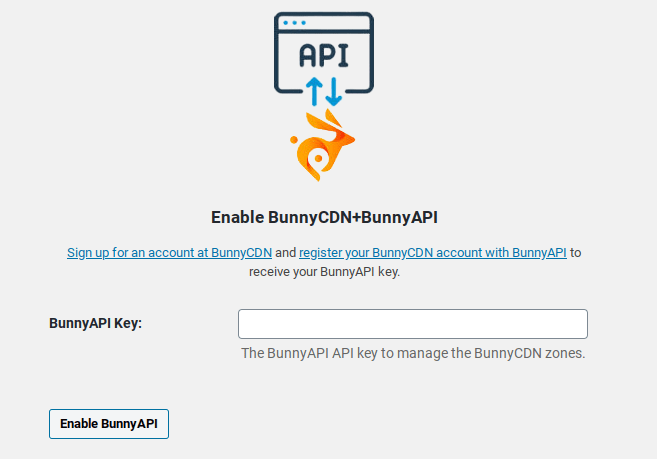 API
Enable BunnyCDN+BunnyAPI
Sign up for an account at BunnyCDN and register your BunnyCDN account with BunnyAPI to
receive your BunnyAPI key.
BunnyAPI Key:
The BunnyAPI API key to manage the BunnyCDN zones.
Enable BunnyAPI